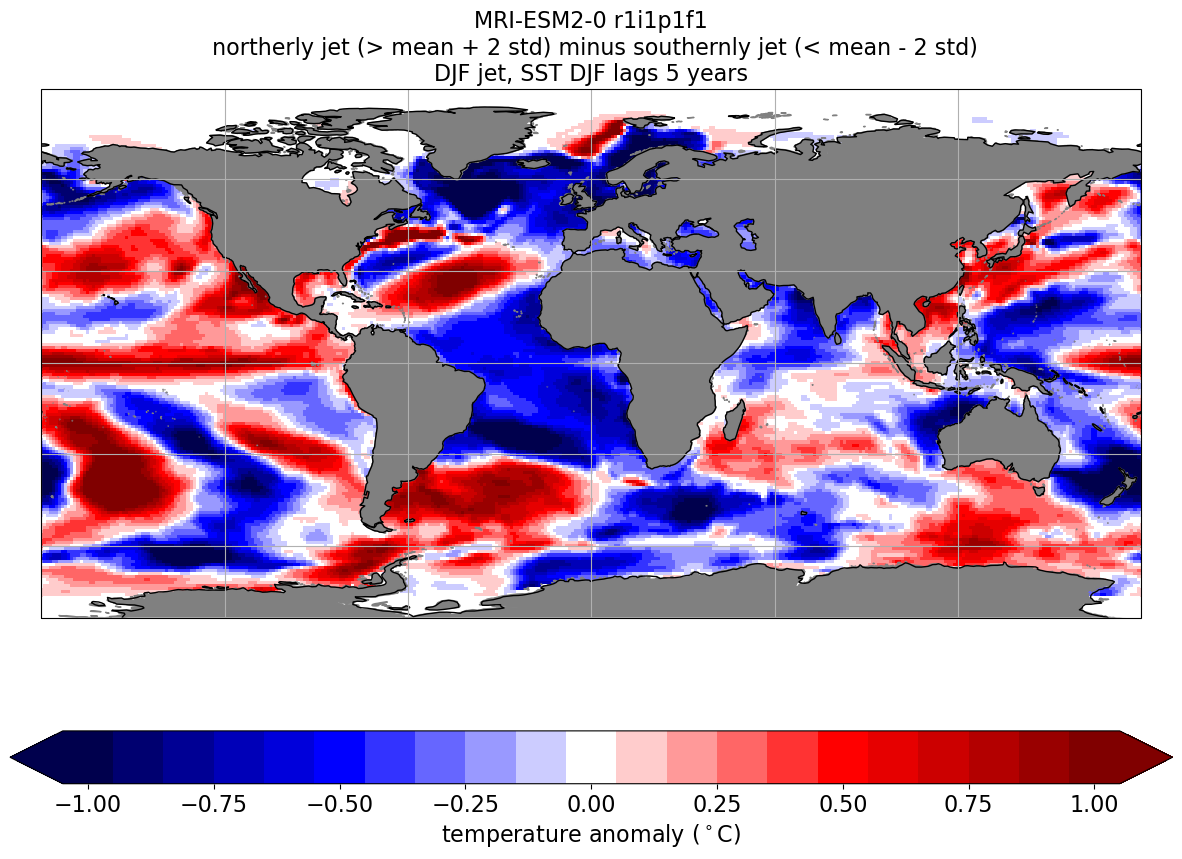 MRI-ESM2-0 r1i1p1f1
northerly jet (> mean + 2 std) minus southernly jet (< mean - 2 std)
DJF jet, SST DJF lags 5 years
−1.00 −0.75 −0.50 −0.25 0.00 0.25 0.50 0.75 1.00
temperature anomaly (°C)